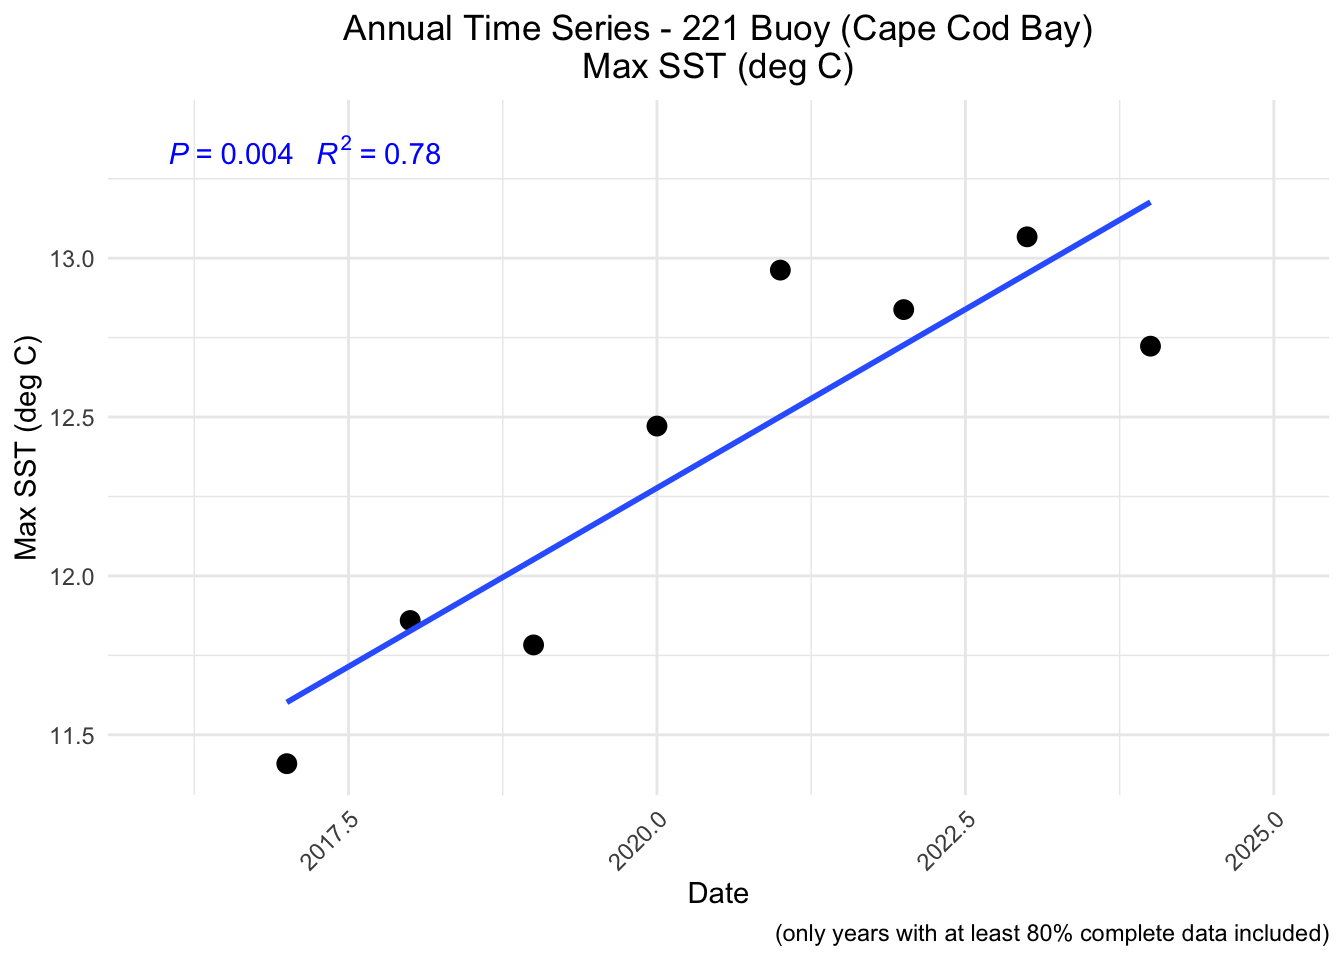 Annual Time Series - 221 Buoy (Cape Cod Bay)
Max SST (deg C)
P = 0.004 R² = 0.78
Max SST (deg C)
13.0
12.5
12.0
11.5
2017.5
2020.0
2022.5
2025.0
Date
(only years with at least 80% complete data included)